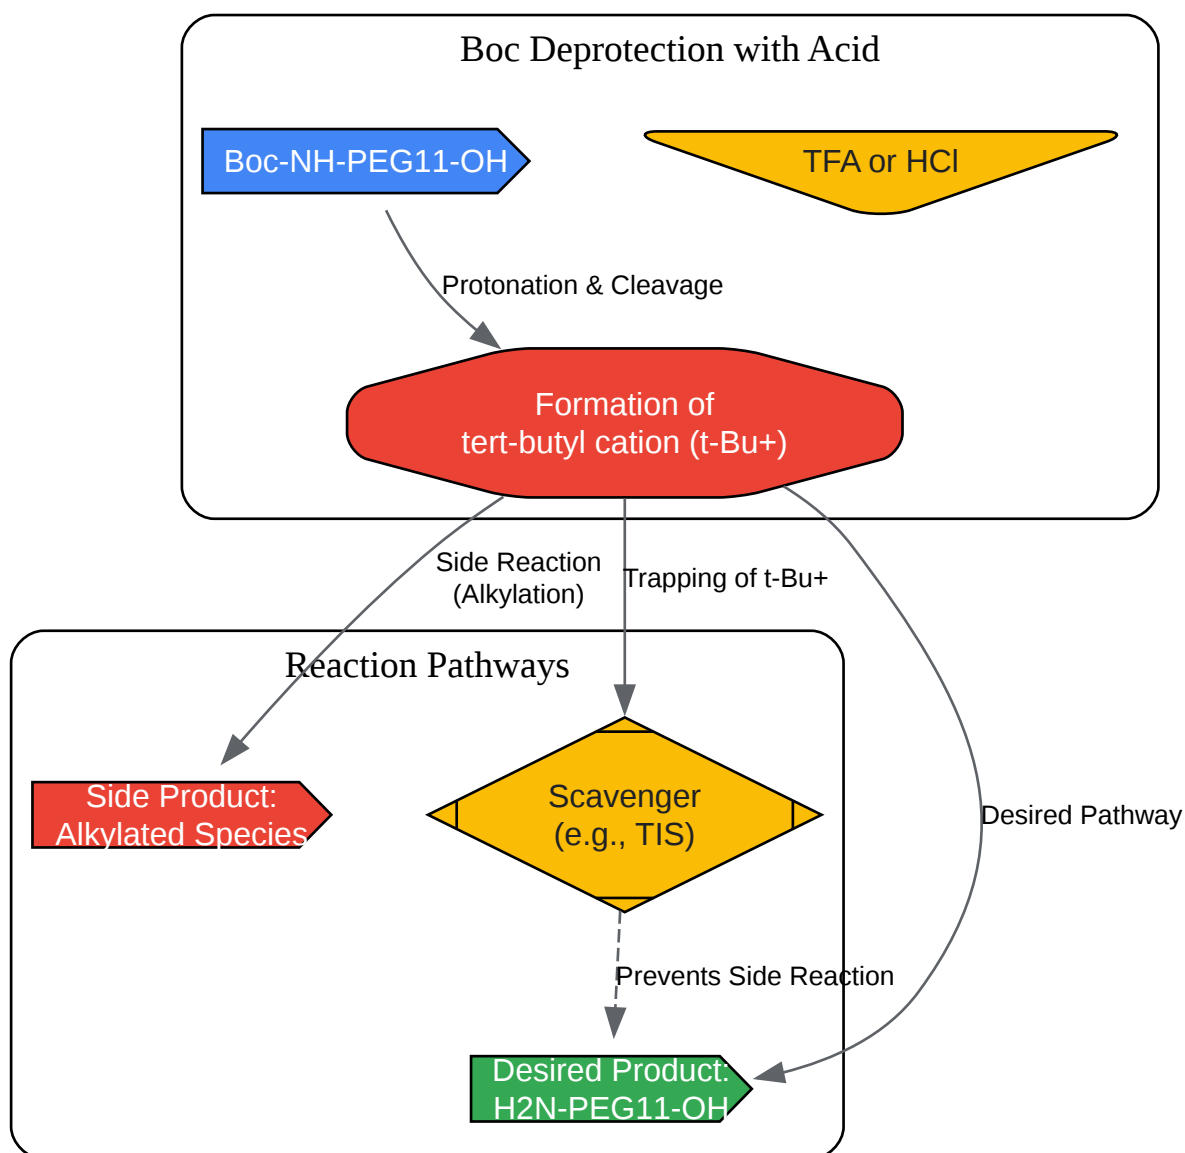 Boc Deprotection with Acid
Boc-NH-PEG11-OH
TFA or HCl
Protonation & Cleavage
Formation of
tert-butyl cation (t-Bu+)
Side Reaction
(Alkylation)
Trapping of t-Bu+
Reaction Pathways
Side Product:
Alkylated Species
Scavenger
(e.g., TIS)
Desired Pathway
Prevents Side Reaction
Desired Product:
H2N-PEG11-OH